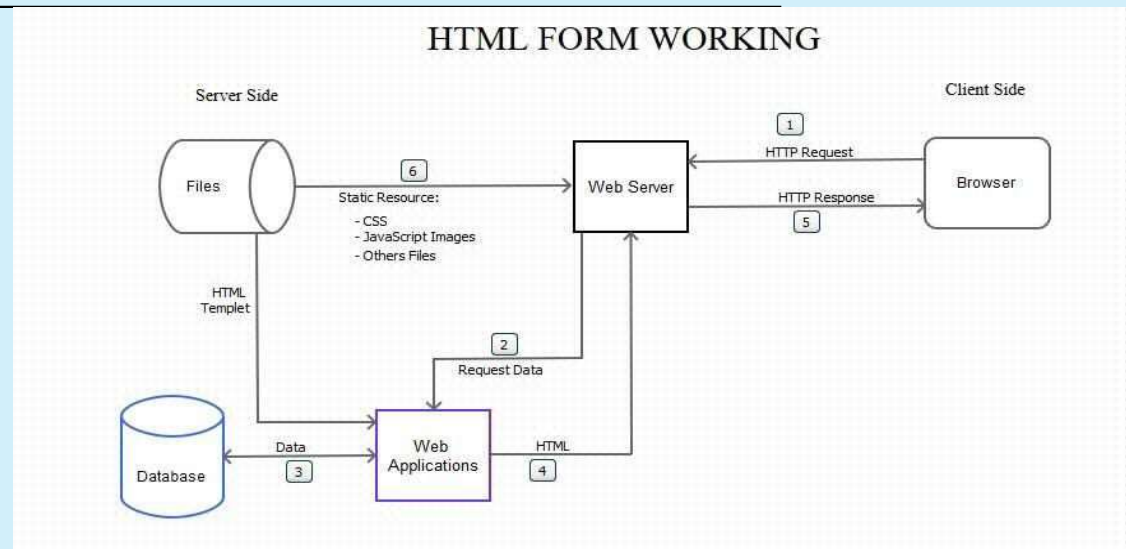 HTML FORM WORKING
Server Side
Client Side
1
HTTP Request
Files
6
Static Resource:
- CSS
- JavaScript Images
- Others Files
Web Server
Browser
HTTP Response
5
HTML
Templet
2
Request Data
Database
Data
3
Web
Applications
HTML
4